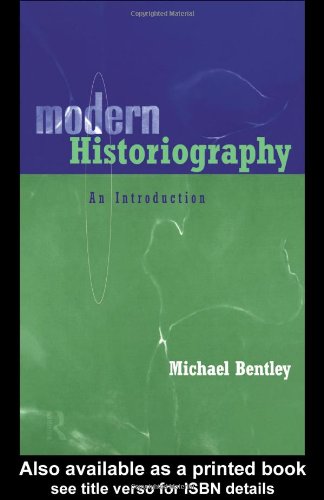 modern
Historiography
An Introduction
Michael Bentley
Also available as a printed book
see title verso for ISBN details